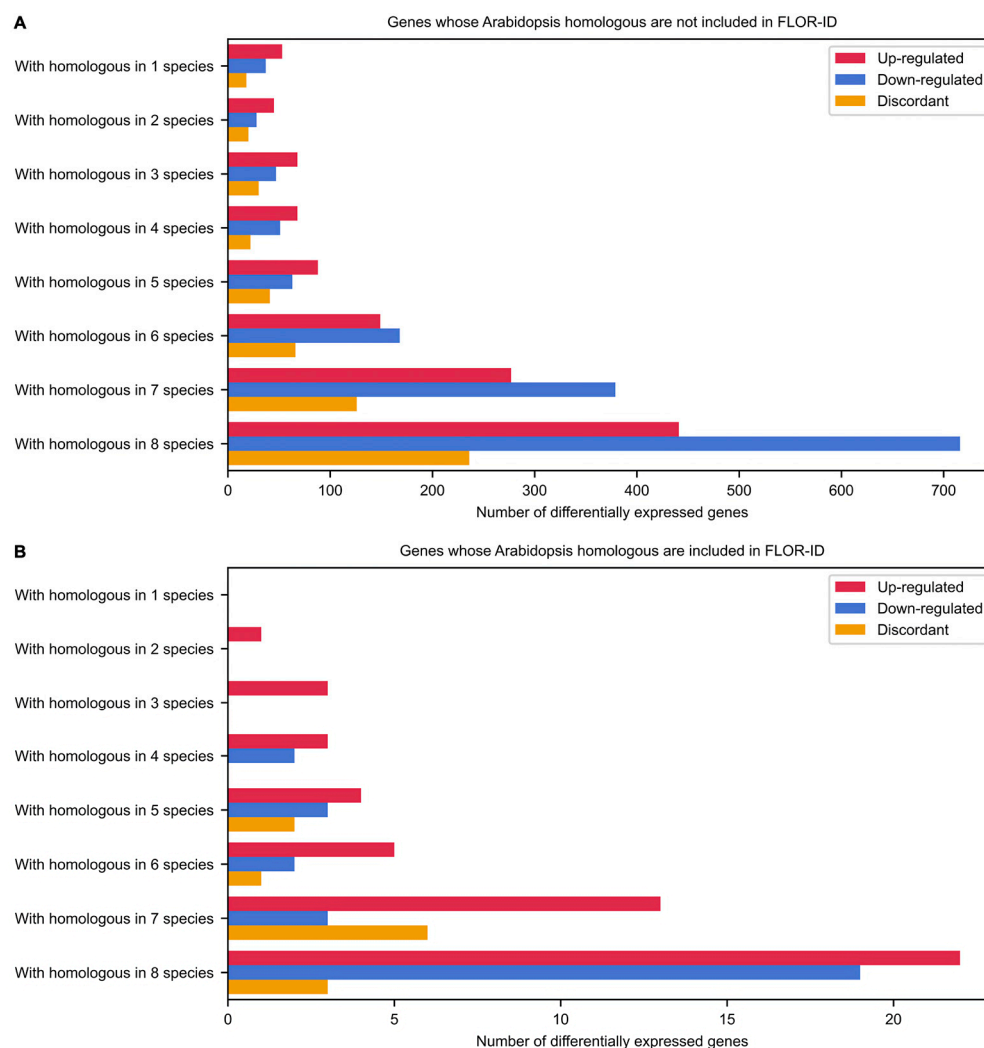 A
Genes whose Arabidopsis homologous are not included in FLOR-ID
With homologous in 1 species
With homologous in 2 species
With homologous in 3 species
With homologous in 4 species
With homologous in 5 species
With homologous in 6 species
With homologous in 7 species
With homologous in 8 species
Up-regulated
Down-regulated
Discordant
0 100 200 300 400 500 600 700
Number of differentially expressed genes
B
Genes whose Arabidopsis homologous are included in FLOR-ID
With homologous in 1 species
With homologous in 2 species
With homologous in 3 species
With homologous in 4 species
With homologous in 5 species
With homologous in 6 species
With homologous in 7 species
With homologous in 8 species
Up-regulated
Down-regulated
Discordant
0 5 10 15 20
Number of differentially expressed genes